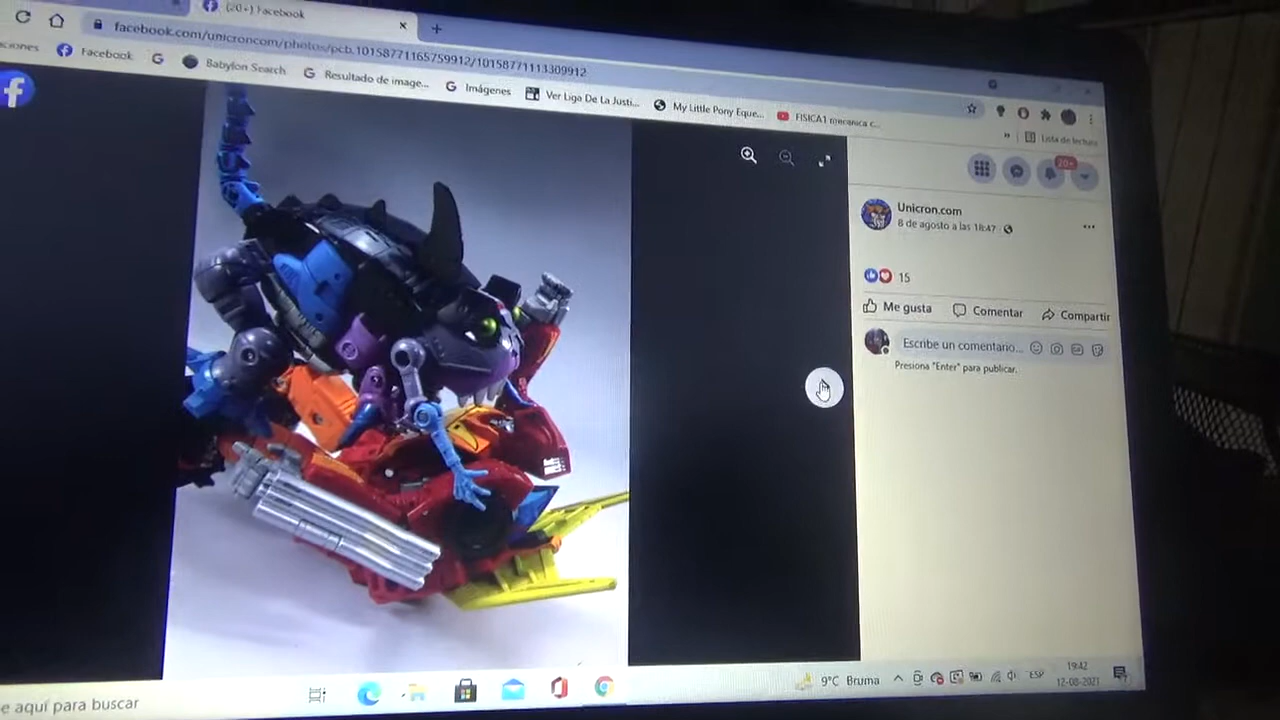 (20+) Facebook
facebook.com/unicroncom/photos/pcb.10158771165759912/10158771113309912
Facebook
Babylon Search
Resultado de image...
Imágenes
Ver Liga De La Justi...
My Little Pony Eque...
FISICA1 mecanica c...
Lista de lectura
20+
Unicron.com
8 de agosto a las 18:47
15
Me gusta
Comentar
Compartir
Escribe un comentario...
Presiona "Enter" para publicar.
e aquí para buscar
9°C Bruma
ESP
19:42
12-08-2021